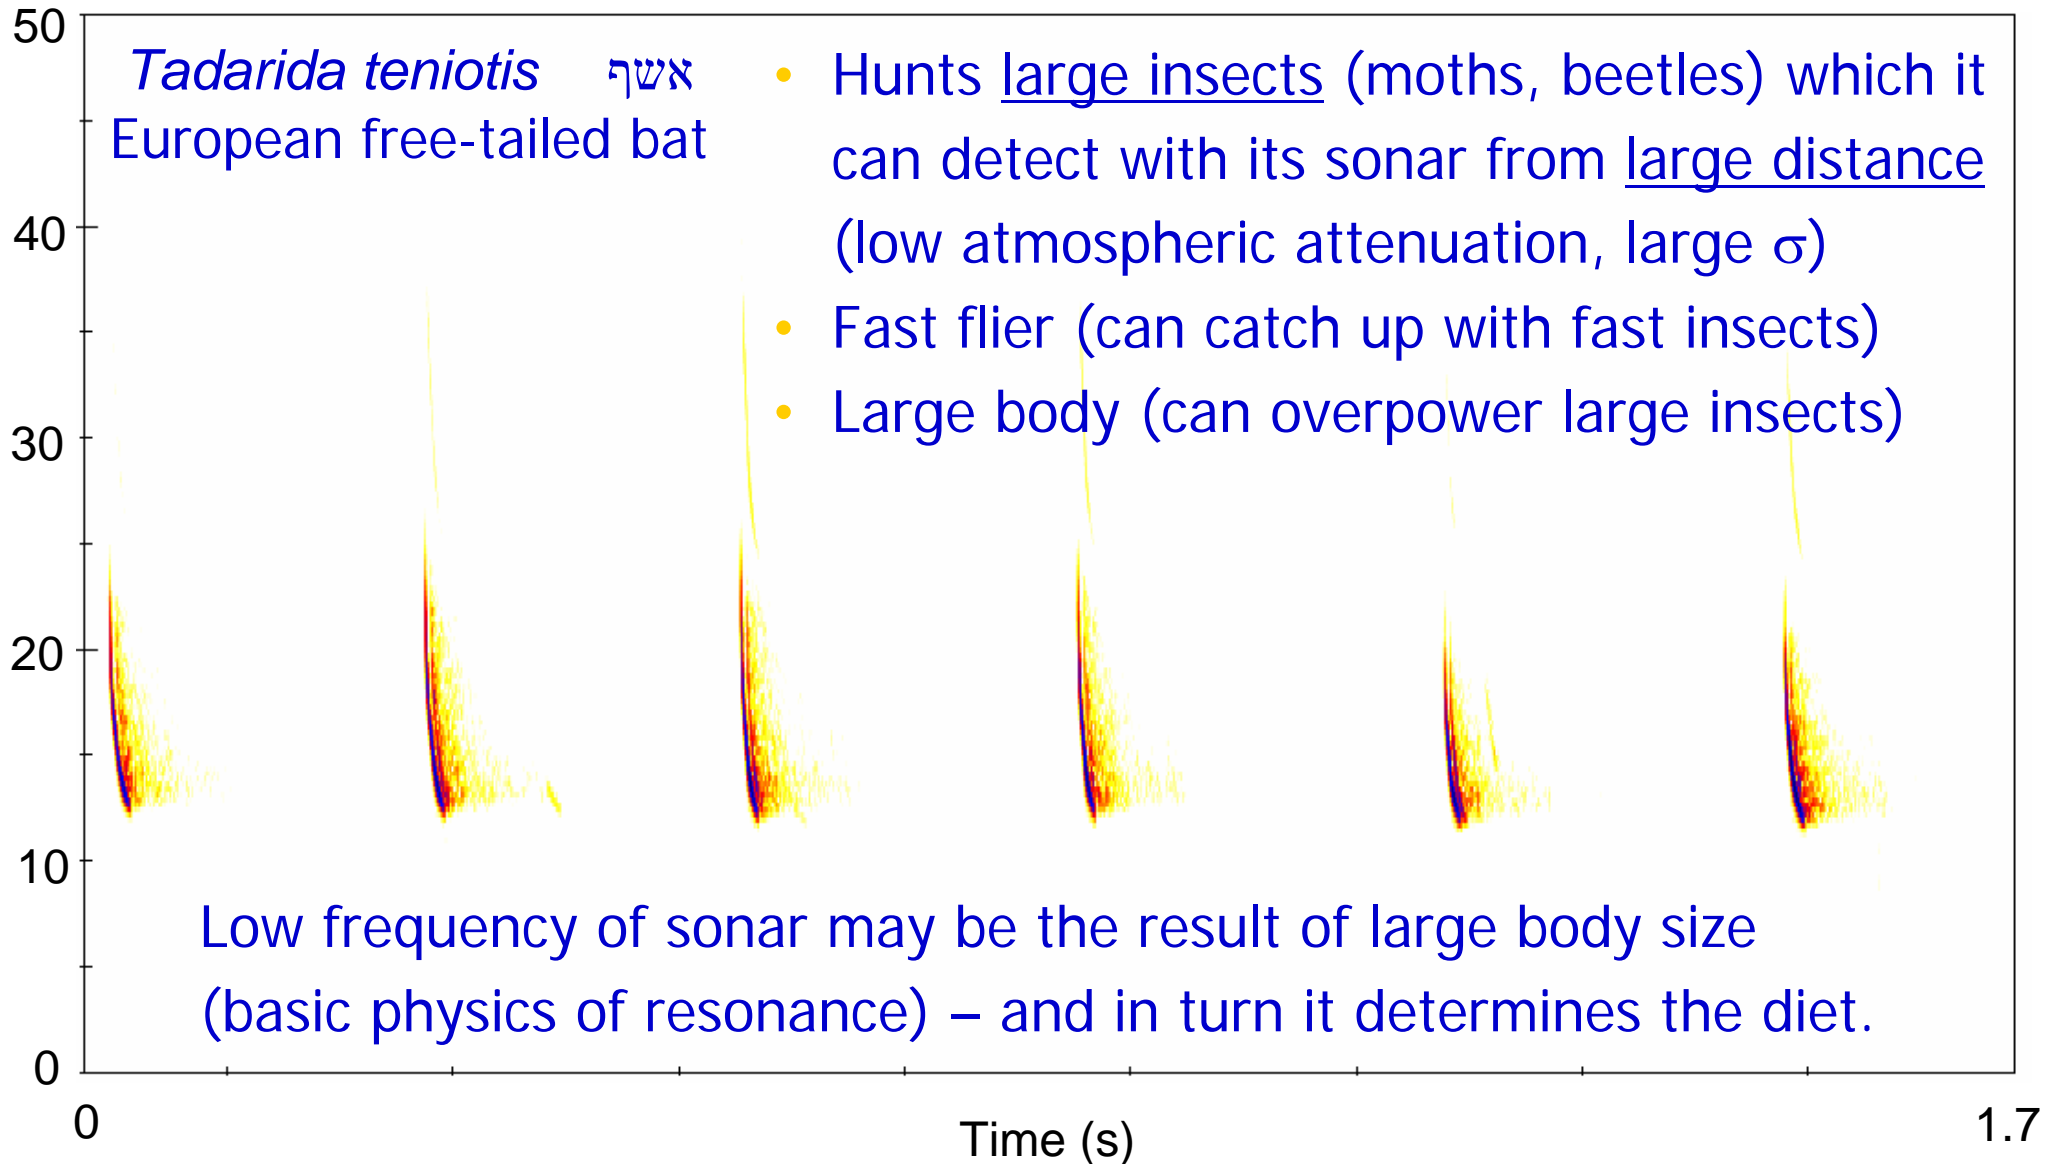 50
Tadarida teniotis אשף
European free-tailed bat
• Hunts large insects (moths, beetles) which it
can detect with its sonar from large distance
(low atmospheric attenuation, large σ)
• Fast flier (can catch up with fast insects)
• Large body (can overpower large insects)
40
30
20
10
Low frequency of sonar may be the result of large body size
(basic physics of resonance) – and in turn it determines the diet.
0
0
Time (s)
1.7